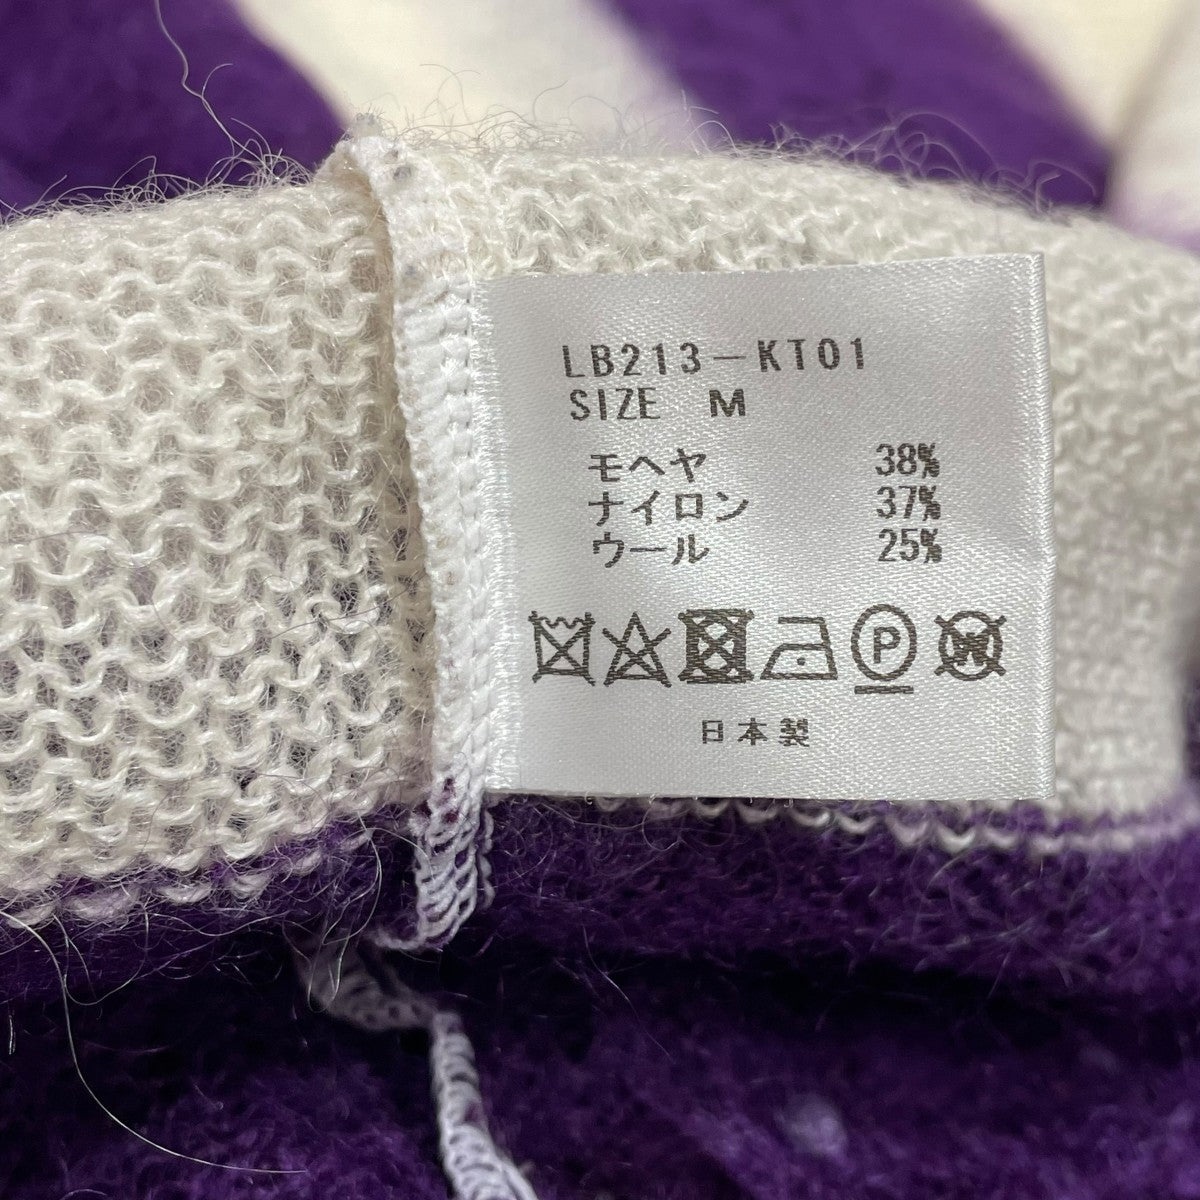 LB213-KT01
SIZE M
モヘヤ 38%
ナイロン 37%
ウール 25%
P W
日本製